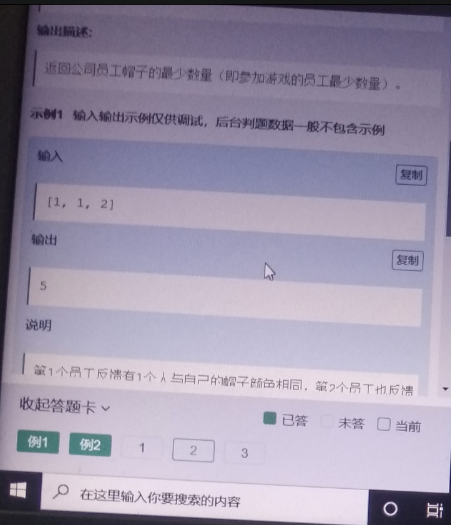 输出描述:
返回公司员工帽子的最少数量（即参加游戏的员工最少数量）。
示例1 输入输出示例仅供调试，后台判题数据一般不包含示例
输入
复制
[1, 1, 2]
输出
复制
5
说明
第1个员工反馈有1个人与自己的帽子颜色相同，第2个员工也反馈
收起答题卡
已答 未答 当前
例1 例2 1 2 3
在这里输入你要搜索的内容